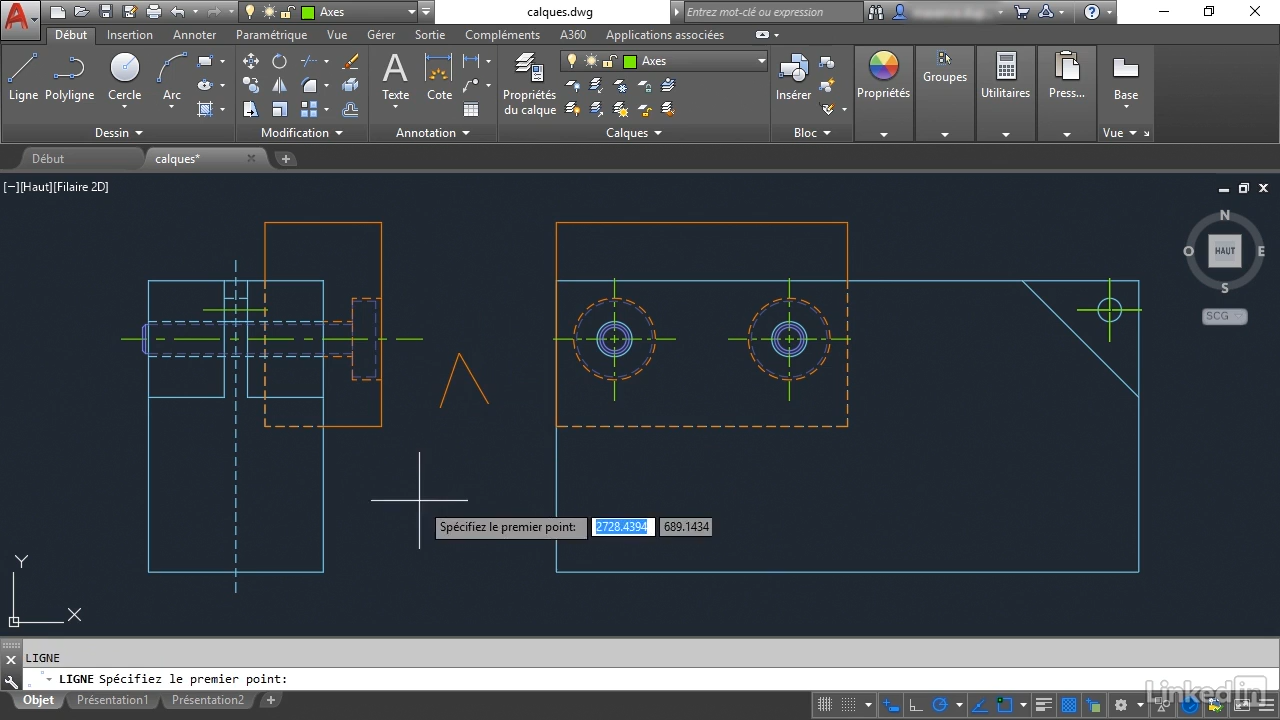 Axes
calques.dwg
Entrez mot-clé ou expression
Début Insertion Annoter Paramétrique Vue Gérer Sortie Compléments A360 Applications associées
Ligne Polyligne Cercle Arc
Texte Cote
Propriétés
du calque
Axes
Insérer
Propriétés
Groupes
Utilitaires
Press...
Base
Dessin Modification Annotation Calques Bloc Vue
Début calques*
[−][Haut][Filaire 2D]
N
O HAUT E
S
SCG
Spécifiez le premier point: 2728.4394 689.1434
Y
X
LIGNE
LIGNE Spécifiez le premier point:
Objet Présentation1 Présentation2
Linked in